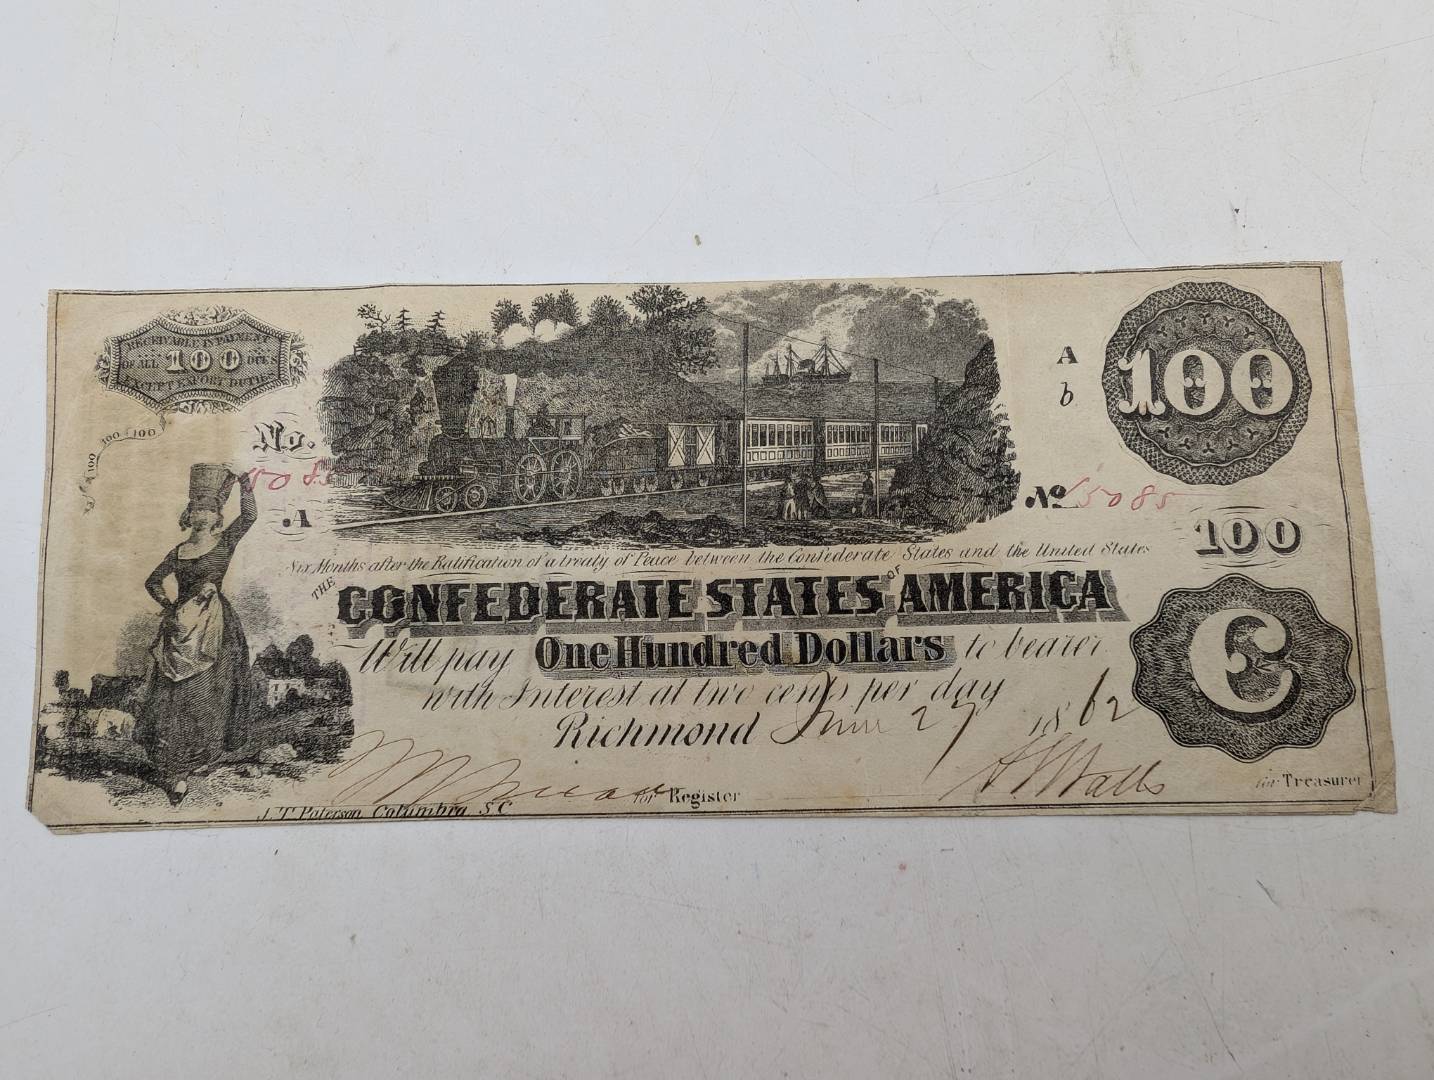 RECEIVABLE IN PAYMENT
OF ALL 100 DUES
EXCEPT EXPORT DUTIES
100 100 100
No.
.A
A
b
100
No 15085
100
Six Months after the Ratification of a treaty of Peace between the Confederate States and the United States
THE CONFEDERATE STATES OF AMERICA
Will pay One Hundred Dollars to bearer
with Interest at two cents per day
Richmond June 27 1862
C
for Register
for Treasurer
J. T. Paterson Columbia S.C